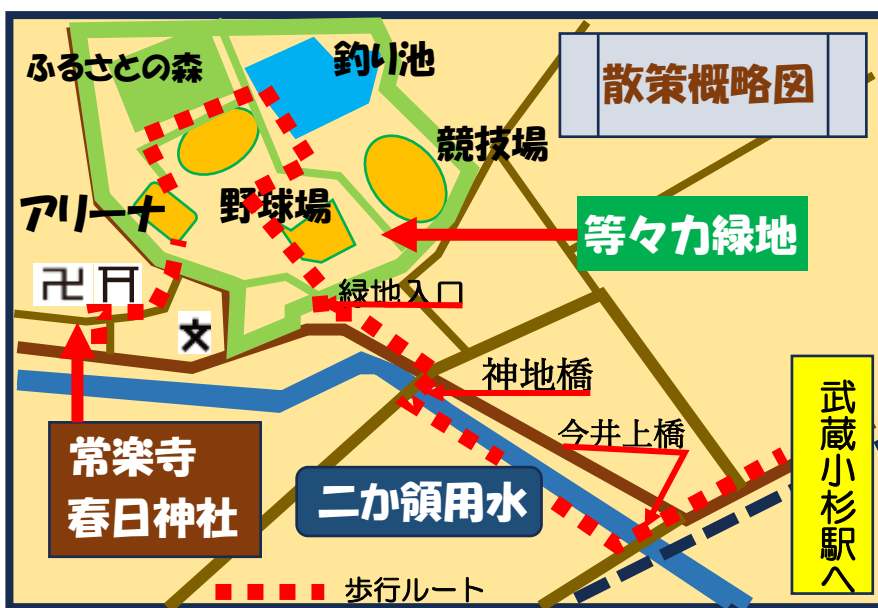 散策概略図
ふるさとの森
釣り池
競技場
アリーナ
野球場
等々力緑地
卍
文
緑地入口
神地橋
今井上橋
常楽寺
春日神社
二か領用水
武蔵小杉駅へ
歩行ルート